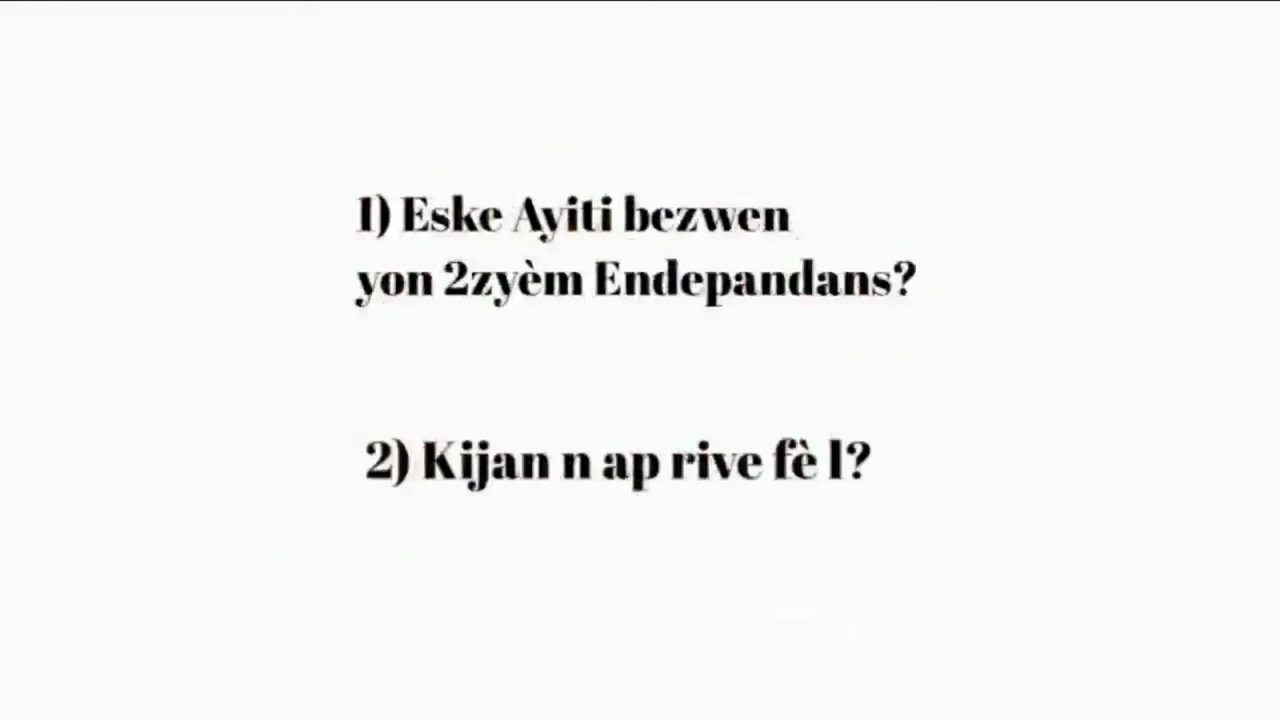 1) Eske Ayiti bezwen
yon 2zyèm Endepandans?
2) Kijan n ap rive fè l?